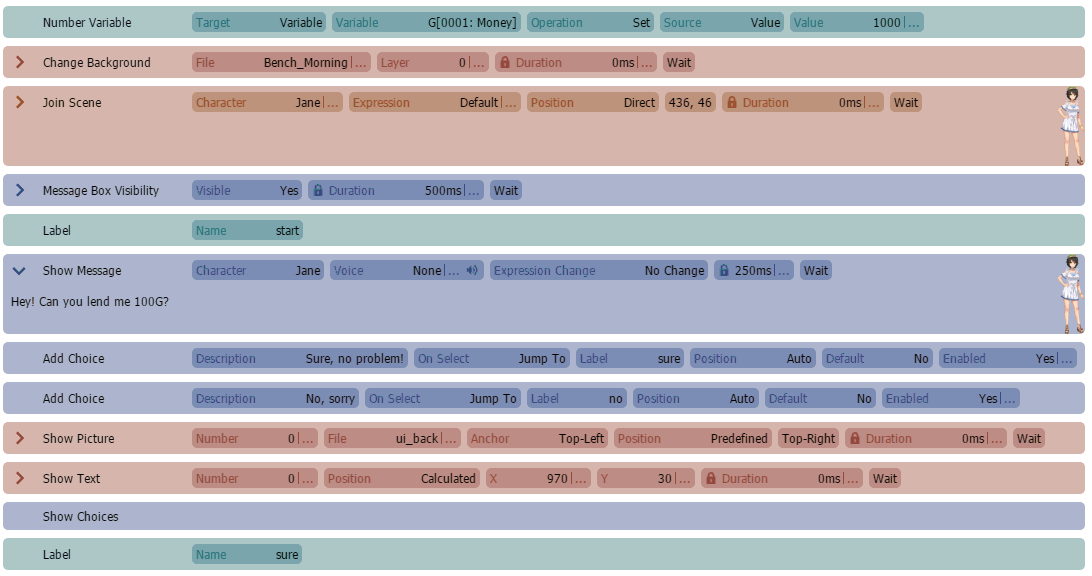 Number Variable Target Variable Variable G[0001: Money] Operation Set Source Value Value 1000|...
Change Background File Bench_Morning|... Layer 0|... Duration 0ms|... Wait
Join Scene Character Jane|... Expression Default|... Position Direct 436, 46 Duration 0ms|... Wait
Message Box Visibility Visible Yes Duration 500ms|... Wait
Label Name start
Show Message Character Jane Voice None|... Expression Change No Change 250ms|... Wait
Hey! Can you lend me 100G?
Add Choice Description Sure, no problem! On Select Jump To Label sure Position Auto Default No Enabled Yes|...
Add Choice Description No, sorry On Select Jump To Label no Position Auto Default No Enabled Yes|...
Show Picture Number 0|... File ui_back|... Anchor Top-Left Position Predefined Top-Right Duration 0ms|... Wait
Show Text Number 0|... Position Calculated X 970|... Y 30|... Duration 0ms|... Wait
Show Choices
Label Name sure